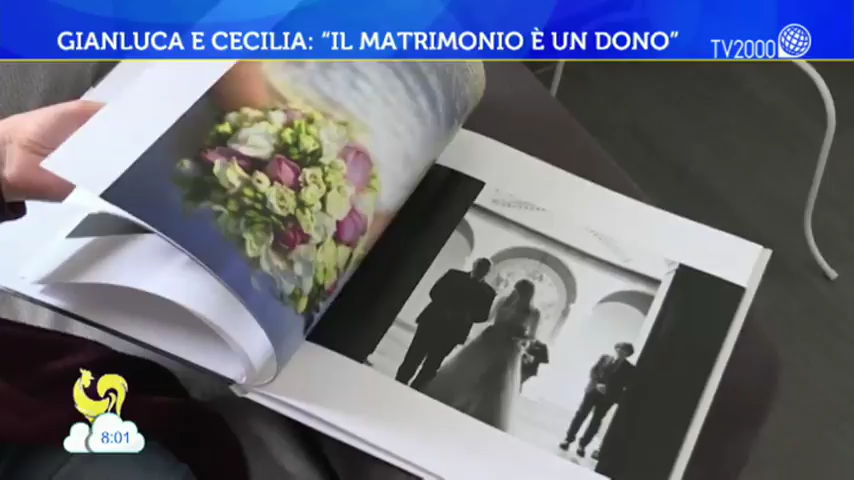 GIANLUCA E CECILIA: “IL MATRIMONIO È UN DONO”
TV2000
8:01